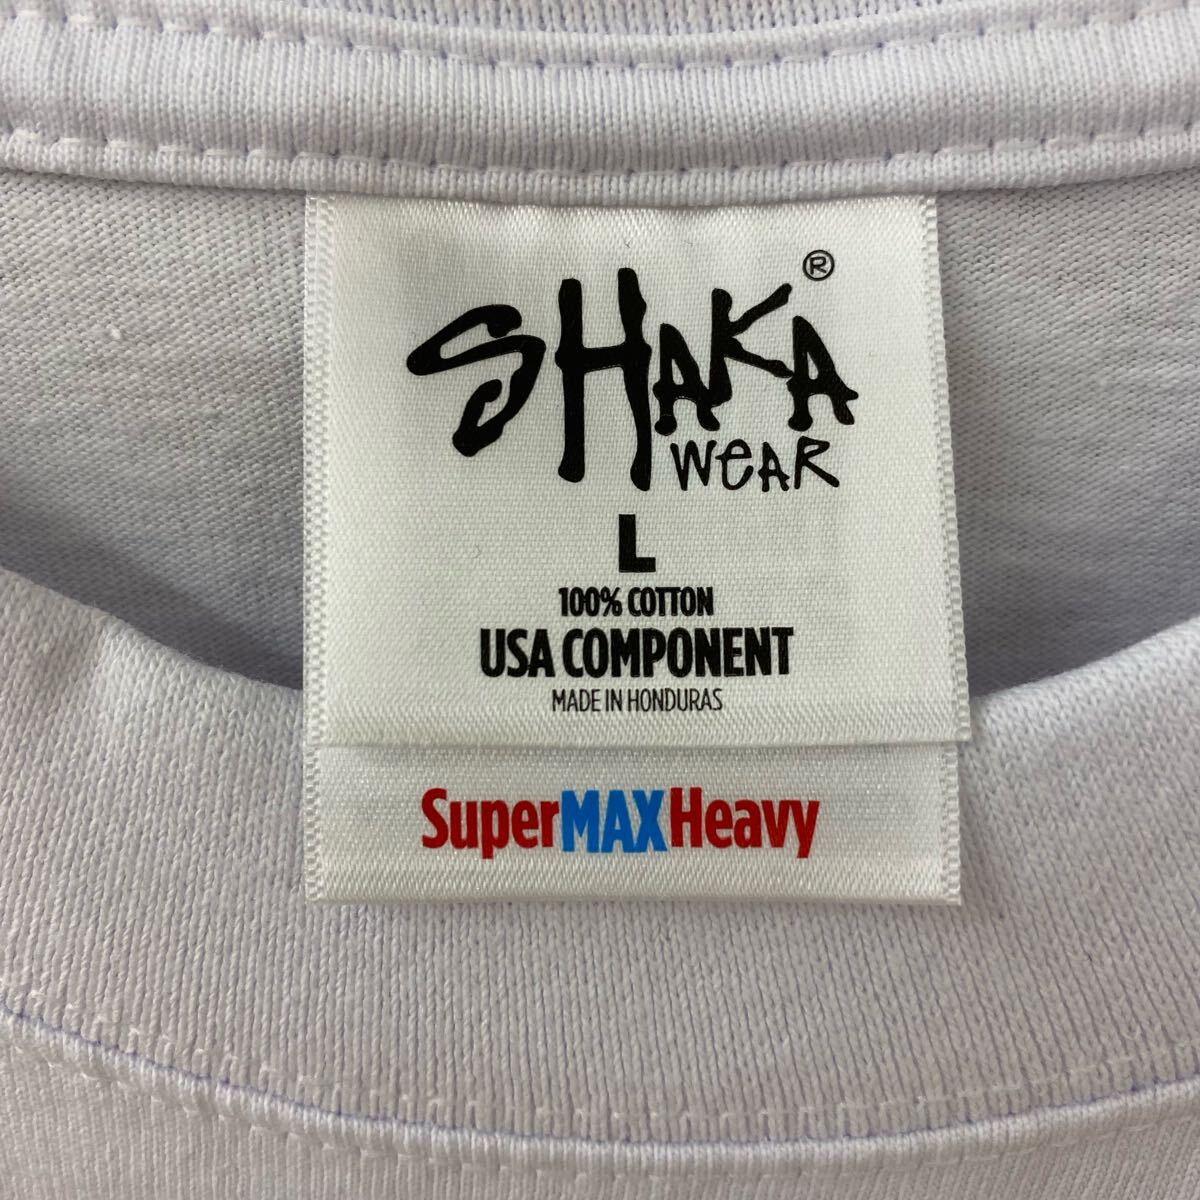 SHAKA®
WEAR
L
100% COTTON
USA COMPONENT
MADE IN HONDURAS
SuperMAXHeavy